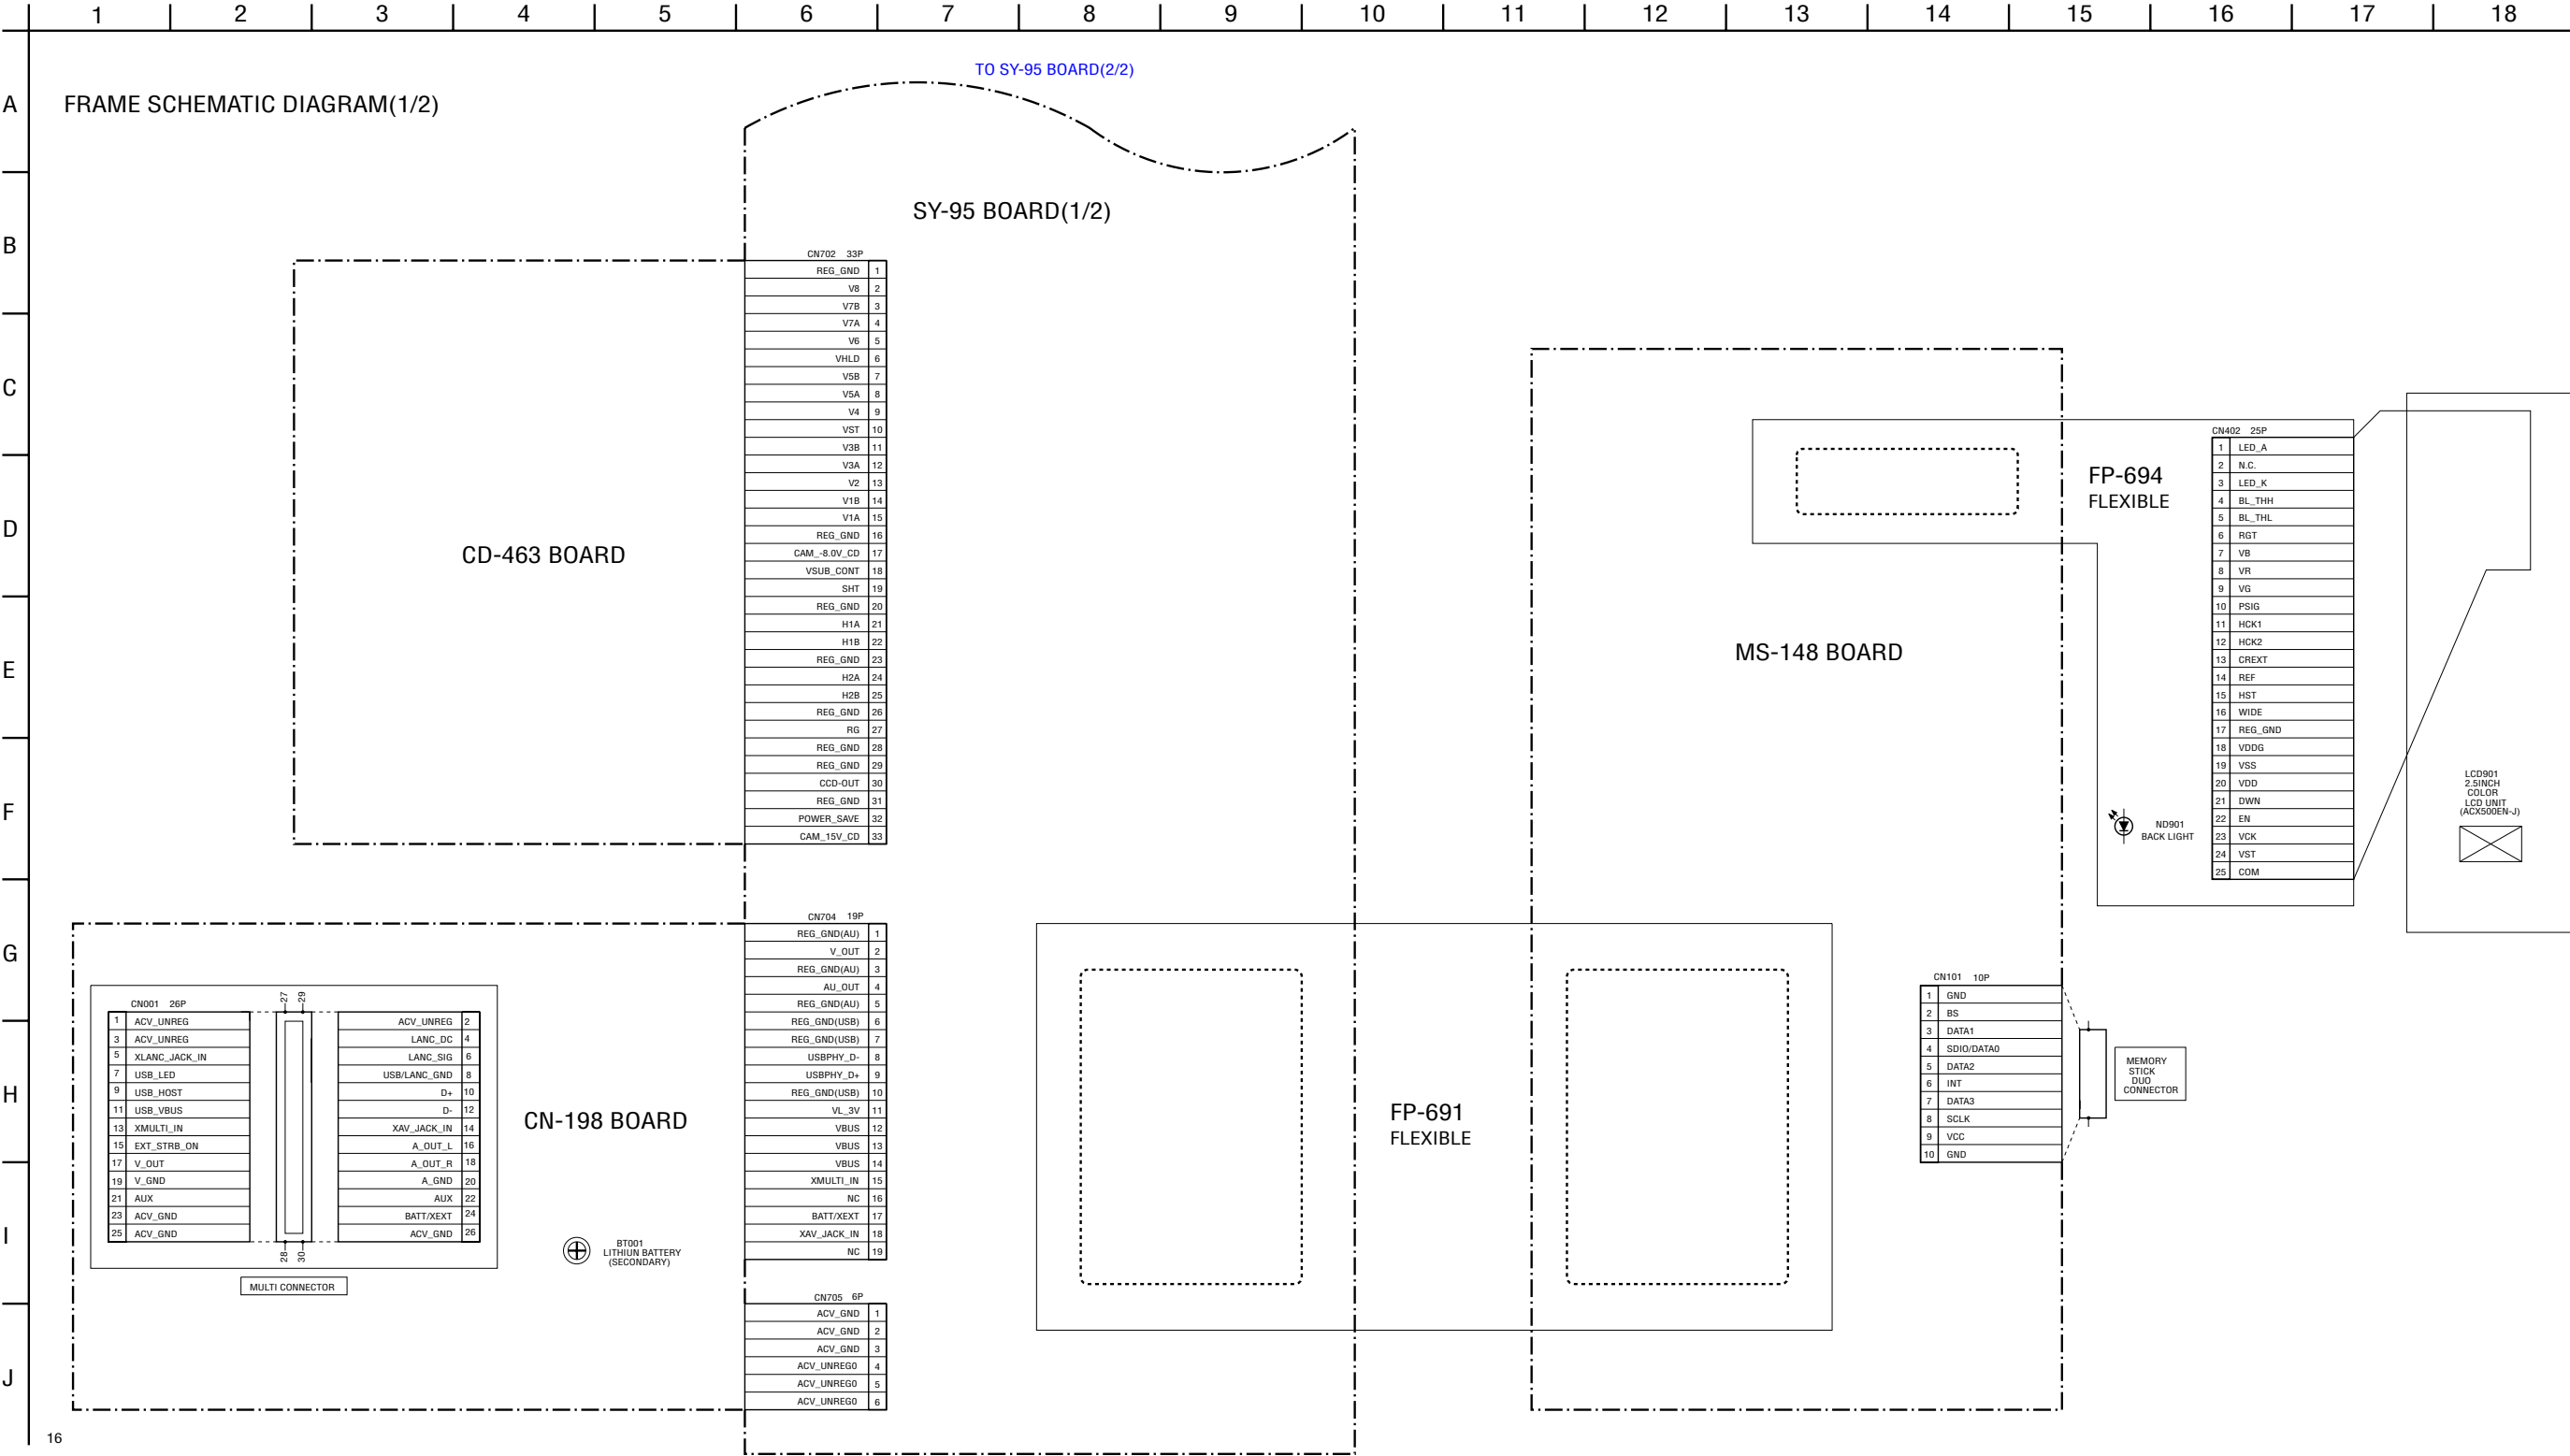 1 2 3 4 5 6 7 8 9 10 11 12 13 14 15 16 17 18
A
B
C
D
E
F
G
H
I
J
TO SY-95 BOARD(2/2)
FRAME SCHEMATIC DIAGRAM(1/2)
SY-95 BOARD(1/2)
CD-463 BOARD
CN702 33P
REG_GND 1
V8 2
V7B 3
V7A 4
V6 5
VHLD 6
V5B 7
V5A 8
V4 9
VST 10
V3B 11
V3A 12
V2 13
V1B 14
V1A 15
REG_GND 16
CAM_-8.0V_CD 17
VSUB_CONT 18
SHT 19
REG_GND 20
H1A 21
H1B 22
REG_GND 23
H2A 24
H2B 25
REG_GND 26
RG 27
REG_GND 28
REG_GND 29
CCD-OUT 30
REG_GND 31
POWER_SAVE 32
CAM_15V_CD 33
MS-148 BOARD
FP-694
FLEXIBLE
CN402 25P
1 LED_A
2 N.C.
3 LED_K
4 BL_THH
5 BL_THL
6 RGT
7 VB
8 VR
9 VG
10 PSIG
11 HCK1
12 HCK2
13 CREXT
14 REF
15 HST
16 WIDE
17 REG_GND
18 VDDG
19 VSS
20 VDD
21 DWN
22 EN
23 VCK
24 VST
25 COM
ND901
BACK LIGHT
LCD901
2.5INCH
COLOR
LCD UNIT
(ACX500EN-J)
CN001 26P
1 ACV_UNREG
3 ACV_UNREG
5 XLANC_JACK_IN
7 USB_LED
9 USB_HOST
11 USB_VBUS
13 XMULTI_IN
15 EXT_STRB_ON
17 V_OUT
19 V_GND
21 AUX
23 ACV_GND
25 ACV_GND
27 29
28 30
ACV_UNREG 2
LANC_DC 4
LANC_SIG 6
USB/LANC_GND 8
D+ 10
D- 12
XAV_JACK_IN 14
A_OUT_L 16
A_OUT_R 18
A_GND 20
AUX 22
BATT/XEXT 24
ACV_GND 26
MULTI CONNECTOR
CN-198 BOARD
BT001
LITHIUN BATTERY
(SECONDARY)
CN704 19P
REG_GND(AU) 1
V_OUT 2
REG_GND(AU) 3
AU_OUT 4
REG_GND(AU) 5
REG_GND(USB) 6
REG_GND(USB) 7
USBPHY_D- 8
USBPHY_D+ 9
REG_GND(USB) 10
VL_3V 11
VBUS 12
VBUS 13
VBUS 14
XMULTI_IN 15
NC 16
BATT/XEXT 17
XAV_JACK_IN 18
NC 19
CN705 6P
ACV_GND 1
ACV_GND 2
ACV_GND 3
ACV_UNREG0 4
ACV_UNREG0 5
ACV_UNREG0 6
FP-691
FLEXIBLE
CN101 10P
1 GND
2 BS
3 DATA1
4 SDIO/DATA0
5 DATA2
6 INT
7 DATA3
8 SCLK
9 VCC
10 GND
MEMORY
STICK
DUO
CONNECTOR
16